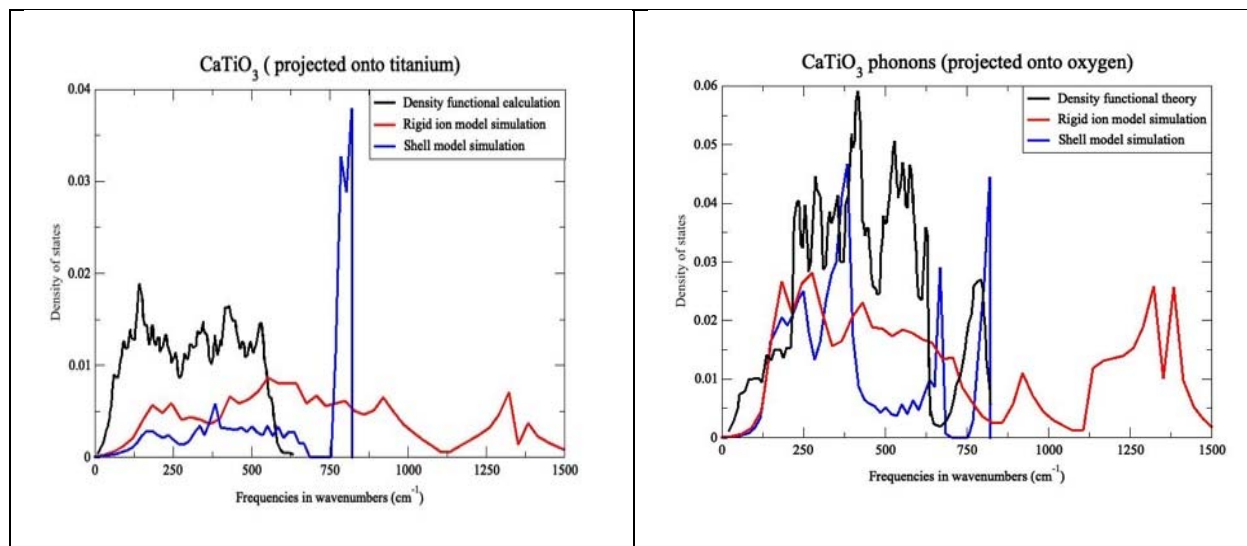 CaTiO3 ( projected onto titanium)
0.04
0.03
0.02
0.01
0
Density of states
Density functional calculation
Rigid ion model simulation
Shell model simulation
0 250 500 750 1000 1250 1500
Frequencies in wavenumbers (cm-1)
CaTiO3 phonons (projected onto oxygen)
0.06
0.05
0.04
0.03
0.02
0.01
0
Density of states
Density functional theory
Rigid ion model simulation
Shell model simulation
0 250 500 750 1000 1250 1500
Frequencies in wavenumbers (cm-1)